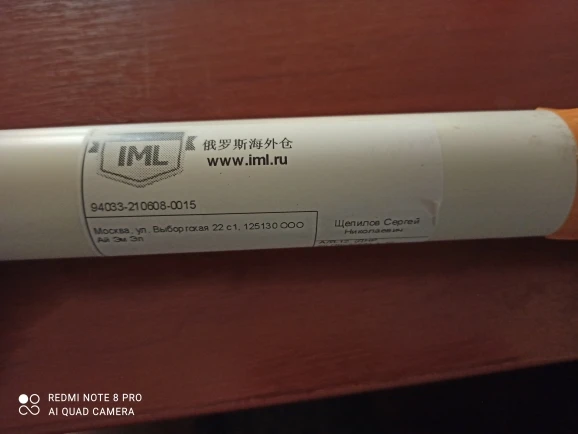 IML
俄罗斯海外仓
www.iml.ru
94033-210608-0015
Москва, ул. Выборгская 22 с1, 125130 ООО
Ай Эм Эл
Щепилов Сергей
Николаевич
REDMI NOTE 8 PRO
AI QUAD CAMERA